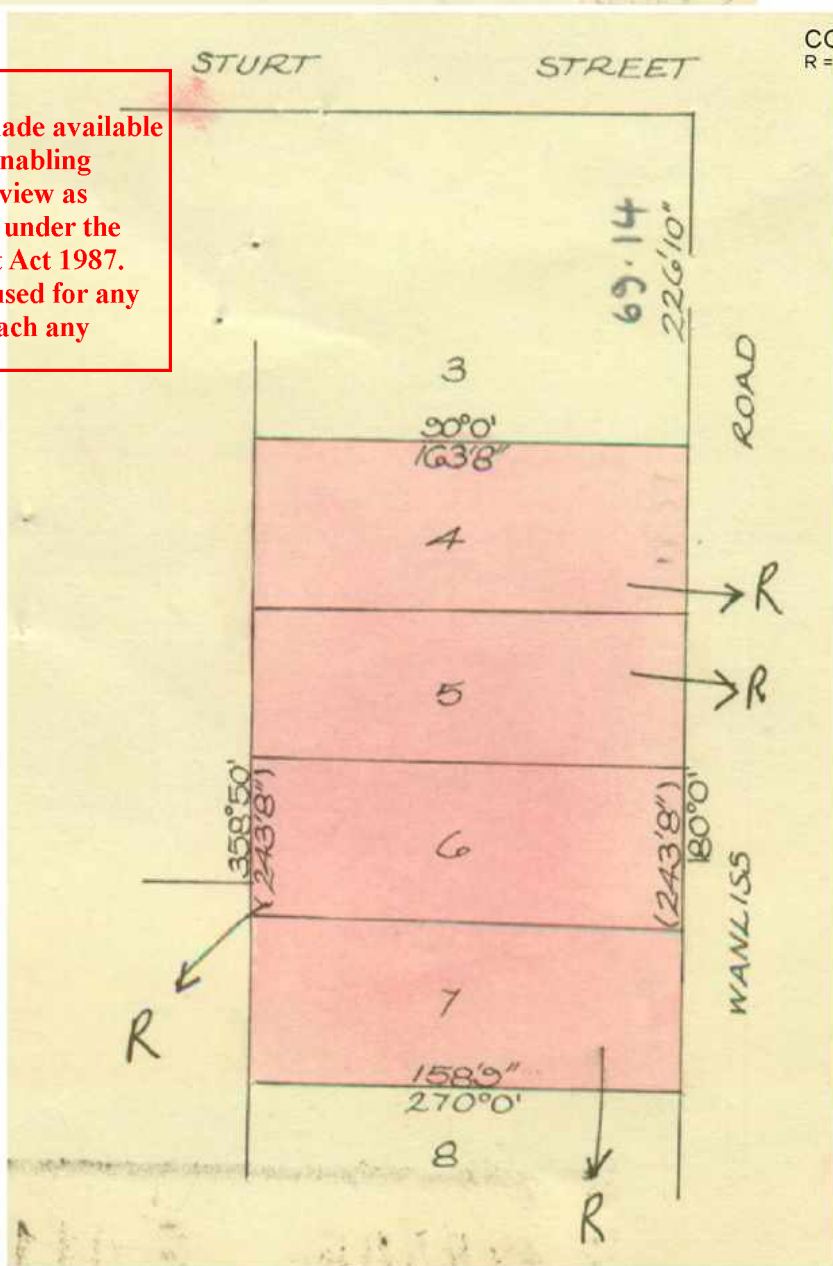 STURT STREET
CO
R =
ade available
nabling
view as
under the
t Act 1987.
used for any
ach any
69.14
226'10"
ROAD
3
90°0'
163'8"
4
R
5
R
358°50'
(243'8")
6
(243'8")
180°0'
WANLISS
7
R
158'9"
270°0'
8
R